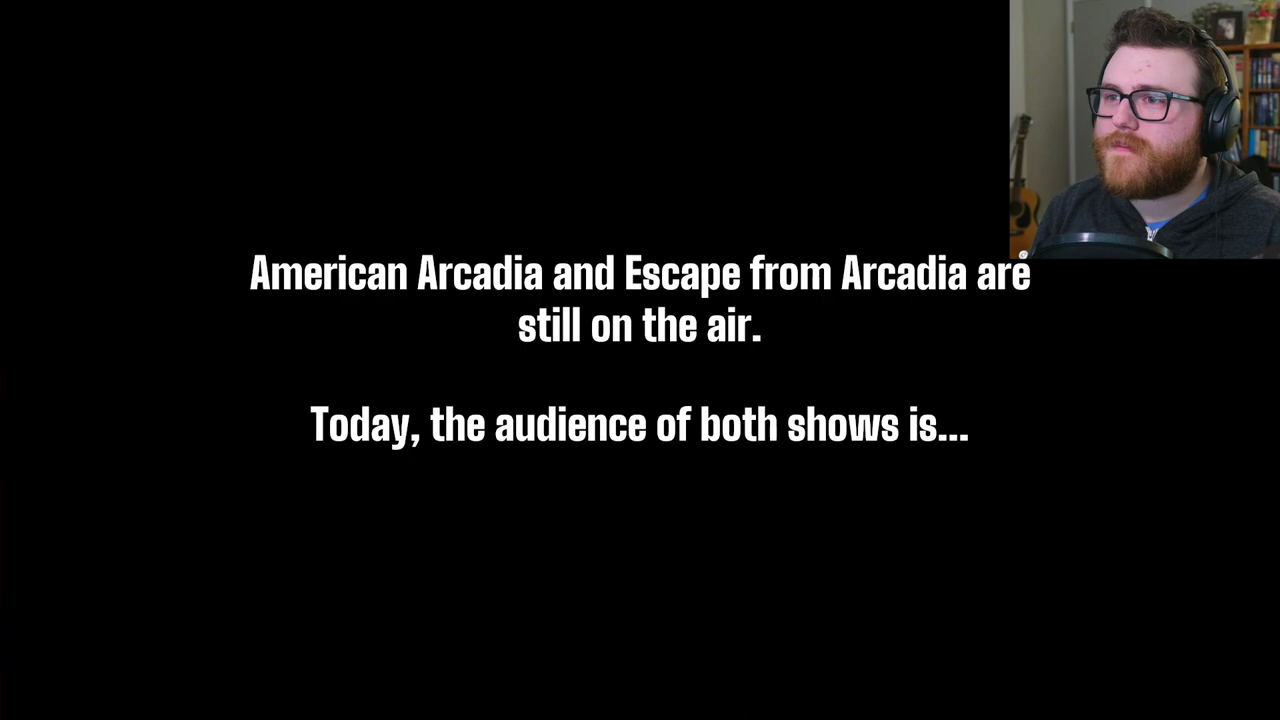 American Arcadia and Escape from Arcadia are
still on the air.
Today, the audience of both shows is...